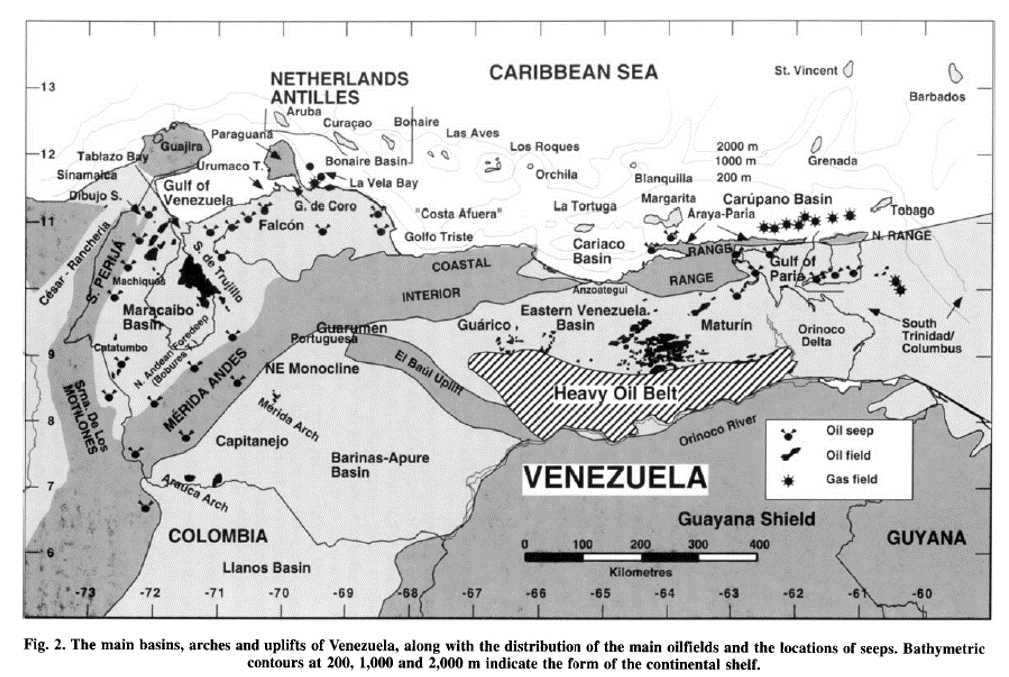 CARIBBEAN SEA
St. Vincent
Barbados
13
NETHERLANDS
ANTILLES
Aruba
Curaçao
Bonaire
Las Aves
Los Roques
Orchila
Paraguaná
Guajira
12
Tablazo Bay
Sinamaica
Dibujo S.
Urumaco T.
Bonaire Basin
La Vela Bay
2000 m
1000 m
200 m
Grenada
Blanquilla
Margarita
Carúpano Basin
Gulf of
Venezuela
G. de Coro
"Costa Afuera"
La Tortuga
Araya-Paria
Tobago
11
Falcón
Golfo Triste
Cariaco
Basin
RANGE
N. RANGE
César - Ranchería
S. PERIJÁ
S. de Trujillo
COASTAL
INTERIOR
RANGE
Gulf of
Paria
Machiques
Maracaibo
Basin
Anzoategui
Eastern Venezuela
Basin
Guárico
Maturín
Orinoco
Delta
South
Trinidad/
Columbus
Guarumen
Portuguesa
9
Catatumbo
N. Andean Foredeep
(Bobures T.)
NE Monocline
El Baúl Uplift
Heavy Oil Belt
Srna. De Los
MOTILONES
MÉRIDA ANDES
Mérida Arch
8
Capitanejo
Orinoco River
Barinas-Apure
Basin
VENEZUELA
Oil seep
Oil field
Gas field
7
Arauca Arch
COLOMBIA
Guayana Shield
GUYANA
6
Llanos Basin
0 100 200 300 400
Kilometres
-73 -72 -71 -70 -69 -68 -67 -66 -65 -64 -63 -62 -61 -60
Fig. 2. The main basins, arches and uplifts of Venezuela, along with the distribution of the main oilfields and the locations of seeps. Bathymetric
contours at 200, 1,000 and 2,000 m indicate the form of the continental shelf.